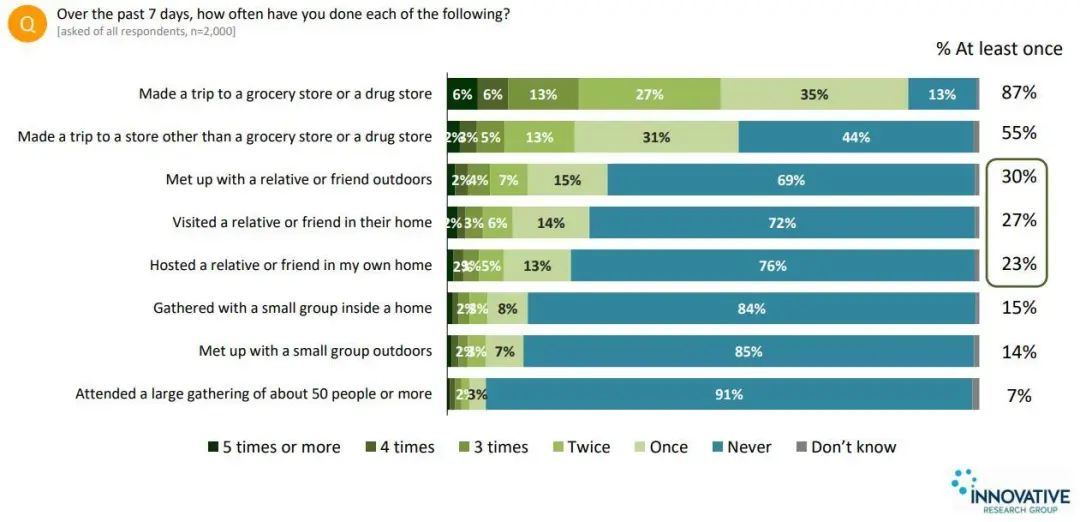 Q
Over the past 7 days, how often have you done each of the following?
[asked of all respondents, n=2,000]
% At least once
Made a trip to a grocery store or a drug store 6% 6% 13% 27% 35% 13% 87%
Made a trip to a store other than a grocery store or a drug store 2% 3% 5% 13% 31% 44% 55%
Met up with a relative or friend outdoors 2% 4% 7% 15% 69% 30%
Visited a relative or friend in their home 2% 3% 6% 14% 72% 27%
Hosted a relative or friend in my own home 2% 5% 13% 76% 23%
Gathered with a small group inside a home 2% 3% 8% 84% 15%
Met up with a small group outdoors 2% 3% 7% 85% 14%
Attended a large gathering of about 50 people or more 2% 3% 91% 7%
5 times or more 4 times 3 times Twice Once Never Don't know
INNOVATIVE
RESEARCH GROUP